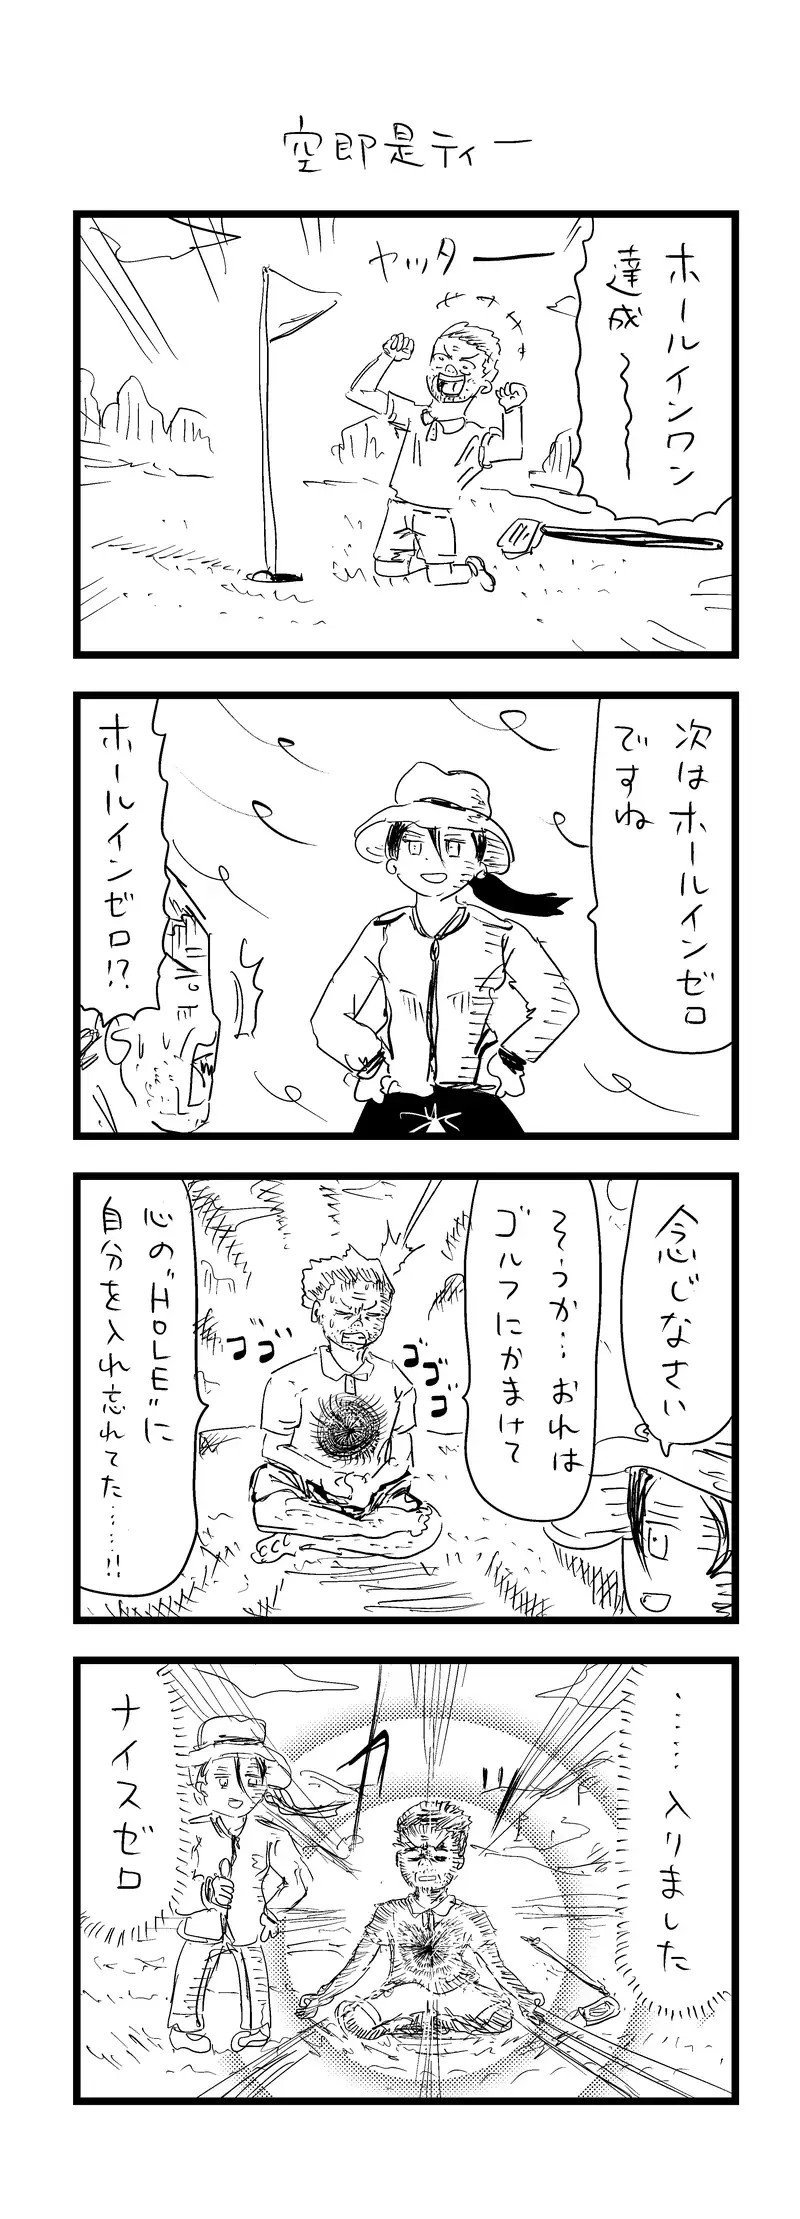 空即是ティー
ホールインワン
達成〜〜〜
ヤッター
次はホールインゼロ
ですね
ホールインゼロ!?
念じなさい
そうか…おれは
ゴルフにかまけて
ゴゴゴ
ゴゴゴ
心の"HOLE"に
自分を入れ忘れてた……!!
……入りました
カッ
ナイスゼロ